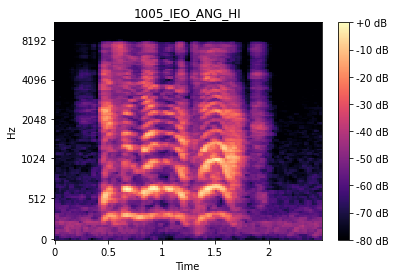 1005_IEO_ANG_HI
8192
4096
2048
1024
512
0
Hz
0
0.5
1
1.5
2
Time
+0 dB
-10 dB
-20 dB
-30 dB
-40 dB
-50 dB
-60 dB
-70 dB
-80 dB